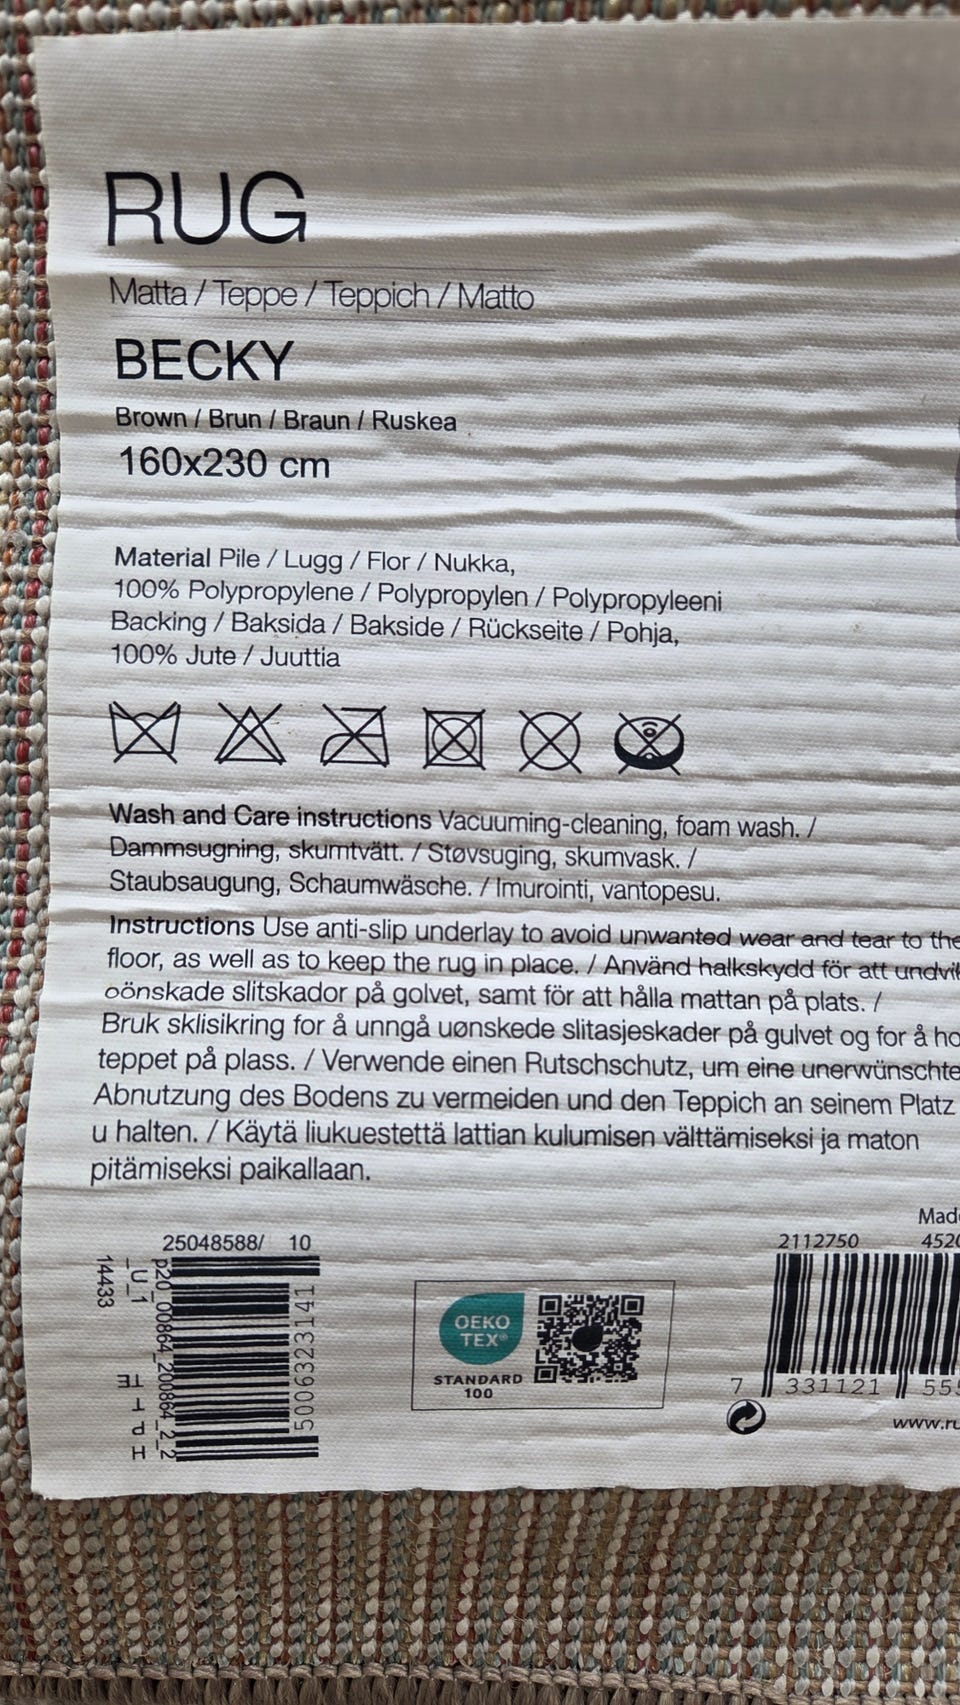 RUG
Matta / Teppe / Teppich / Matto
BECKY
Brown / Brun / Braun / Ruskea
160x230 cm
Material Pile / Lugg / Flor / Nukka,
100% Polypropylene / Polypropylen / Polypropyleeni
Backing / Baksida / Bakside / Rückseite / Pohja,
100% Jute / Juuttia
Wash and Care instructions Vacuuming-cleaning, foam wash. /
Dammsugning, skumtvätt. / Støvsuging, skumvask. /
Staubsaugung, Schaumwäsche. / Imurointi, vantopesu.
Instructions Use anti-slip underlay to avoid unwanted wear and tear to the
floor, as well as to keep the rug in place. / Använd halkskydd för att undvik
oönskade slitskador på golvet, samt för att hålla mattan på plats. /
Bruk sklisikring for å unngå uønskede slitasjeskader på gulvet og for å ho
teppet på plass. / Verwende einen Rutschschutz, um eine unerwünschte
Abnutzung des Bodens zu vermeiden und den Teppich an seinem Platz
u halten. / Käytä liukuestettä lattian kulumisen välttämiseksi ja maton
pitämiseksi paikallaan.
25048588/ 10
14433
_U_1
p20_00864_200864_2_2
5006323141
OEKO
TEX®
STANDARD
100
Made
2112750 4520
7 331121 555
www.ru